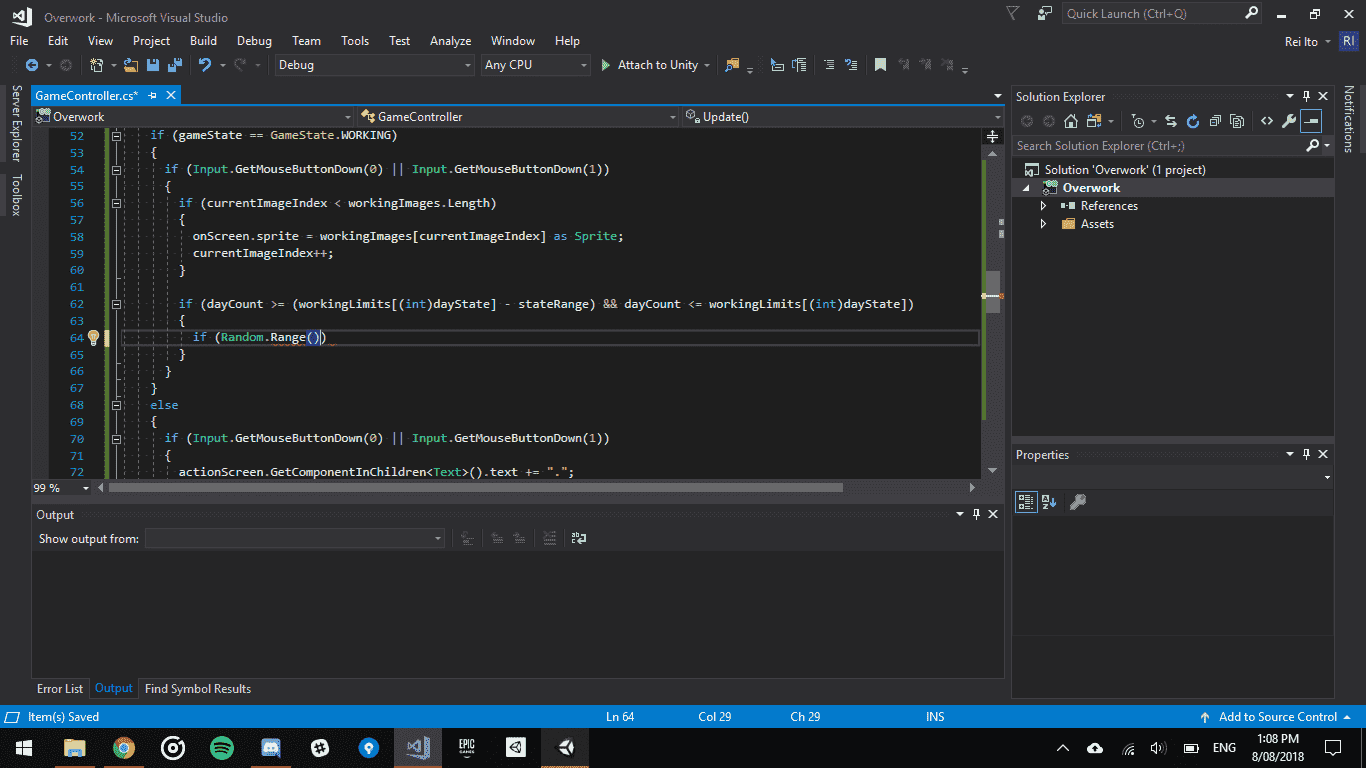 Overwork - Microsoft Visual Studio
Quick Launch (Ctrl+Q)
File Edit View Project Build Debug Team Tools Test Analyze Window Help
Rei Ito RI
Debug Any CPU Attach to Unity
Server Explorer
Toolbox
GameController.cs*
Overwork GameController Update()
52 if (gameState == GameState.WORKING)
53 {
54 if (Input.GetMouseButtonDown(0) || Input.GetMouseButtonDown(1))
55 {
56 if (currentImageIndex < workingImages.Length)
57 {
58 onScreen.sprite = workingImages[currentImageIndex] as Sprite;
59 currentImageIndex++;
60 }
61
62 if (dayCount >= (workingLimits[(int)dayState] - stateRange) && dayCount <= workingLimits[(int)dayState])
63 {
64 if (Random.Range())
65 }
66 }
67 }
68 else
69 {
70 if (Input.GetMouseButtonDown(0) || Input.GetMouseButtonDown(1))
71 {
72 actionScreen.GetComponentInChildren<Text>().text += ".";
99 %
Output
Show output from:
Error List Output Find Symbol Results
Solution Explorer
Search Solution Explorer (Ctrl+;)
Solution 'Overwork' (1 project)
Overwork
References
Assets
Properties
Notifications
Item(s) Saved Ln 64 Col 29 Ch 29 INS Add to Source Control
EPIC
GAMES
ENG
1:08 PM
8/08/2018